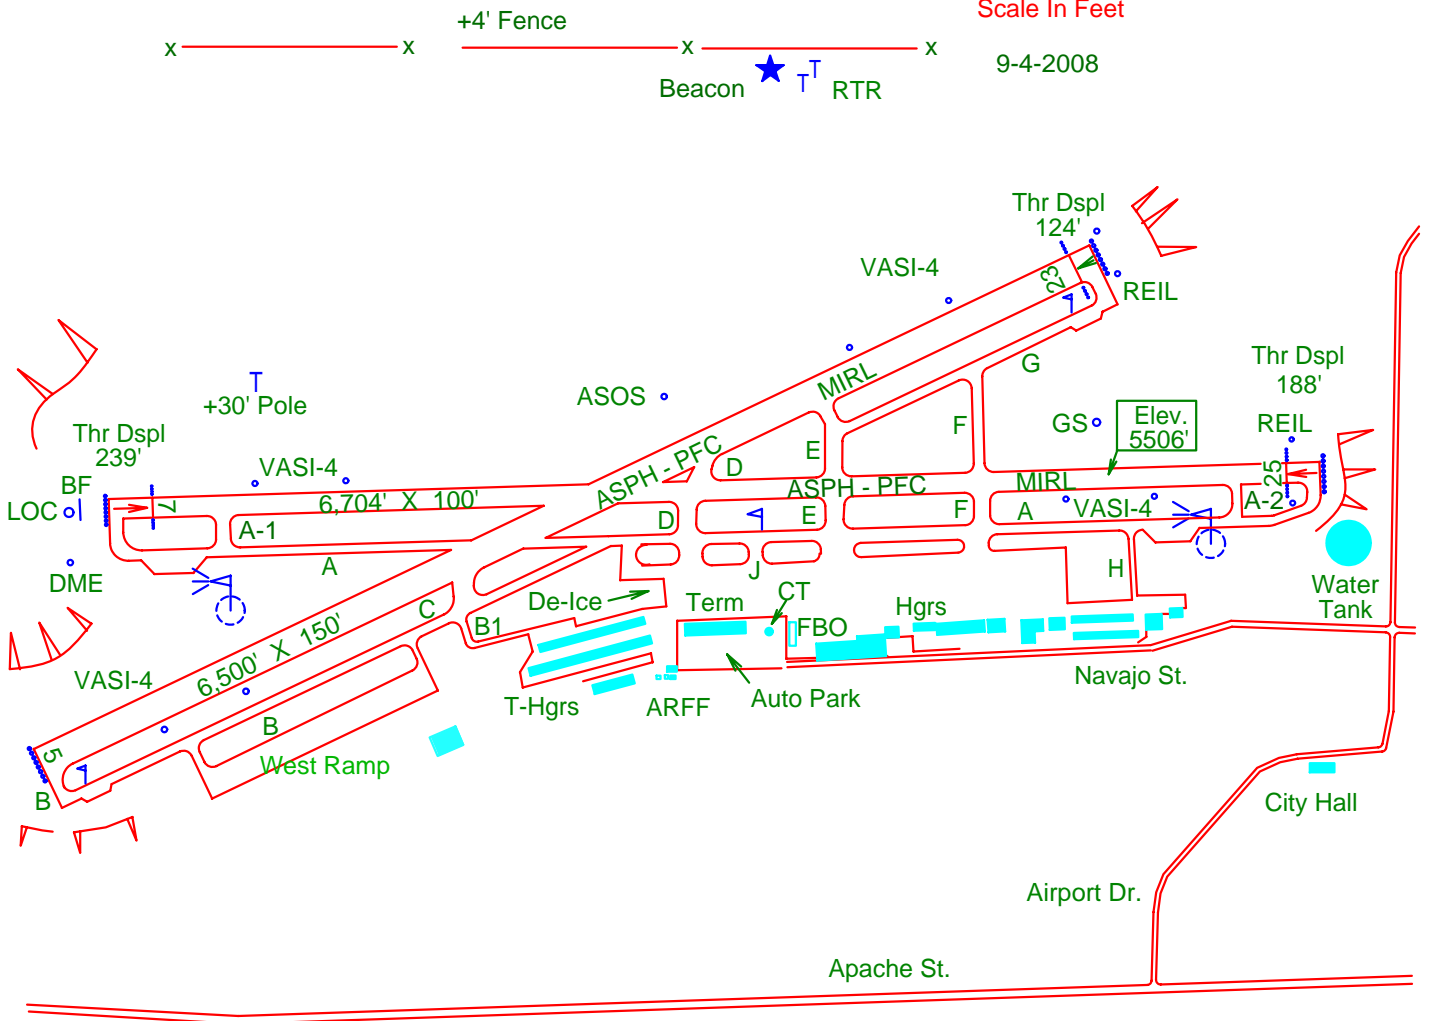 Scale In Feet
+4' Fence
x
x
x
x
9-4-2008
Beacon
RTR
Thr Dspl
124'
VASI-4
23
REIL
G
MIRL
Thr Dspl
188'
ASOS
+30' Pole
GS
Elev.
5506'
REIL
Thr Dspl
239'
VASI-4
BF
LOC
7
6,704' X 100'
ASPH - PFC
D
E
F
ASPH - PFC
MIRL
25
A-1
D
E
F
A
VASI-4
A-2
A
J
H
DME
De-Ice
C
B1
Term
CT
FBO
Hgrs
Water
Tank
6,500' X 150'
VASI-4
T-Hgrs
ARFF
Auto Park
Navajo St.
5
B
B
West Ramp
City Hall
Airport Dr.
Apache St.